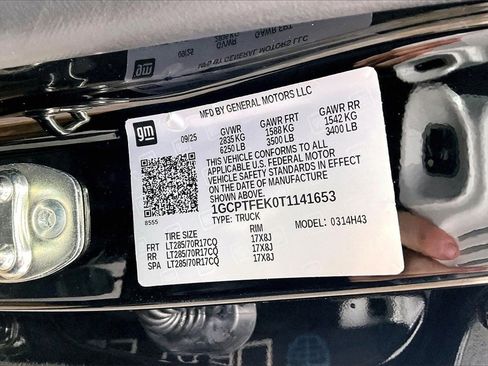 MFD BY GENERAL MOTORS LLC
gm
09/25
GVWR GAWR FRT GAWR RR
2835 KG 1588 KG 1542 KG
6250 LB 3500 LB 3400 LB
THIS VEHICLE CONFORMS TO ALL
APPLICABLE U.S. FEDERAL MOTOR
VEHICLE SAFETY STANDARDS IN EFFECT
ON THE DATE OF MANUFACTURE
SHOWN ABOVE.
8555
1GCPTFEK0T1141653
TYPE: TRUCK MODEL: 0314H43
TIRE SIZE RIM
FRT LT285/70R17CQ 17X8J
RR LT285/70R17CQ 17X8J
SPA LT285/70R17CQ 17X8J